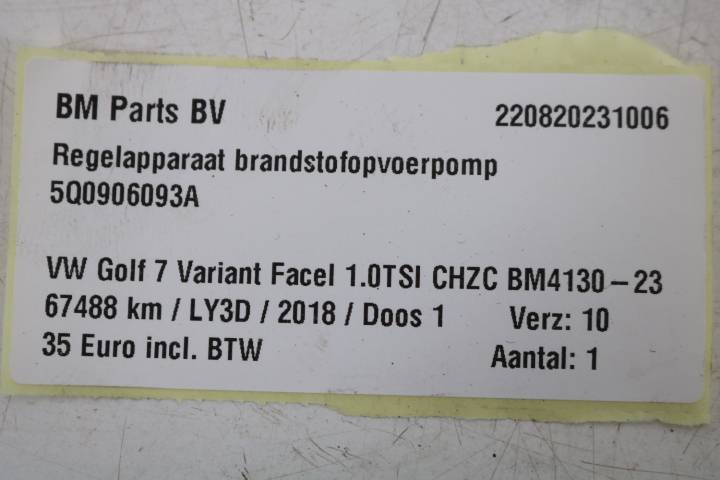 BM Parts BV 220820231006
Regelapparaat brandstofopvoerpomp
5Q0906093A
VW Golf 7 Variant Facel 1.0TSI CHZC BM4130-23
67488 km / LY3D / 2018 / Doos 1 Verz: 10
35 Euro incl. BTW Aantal: 1